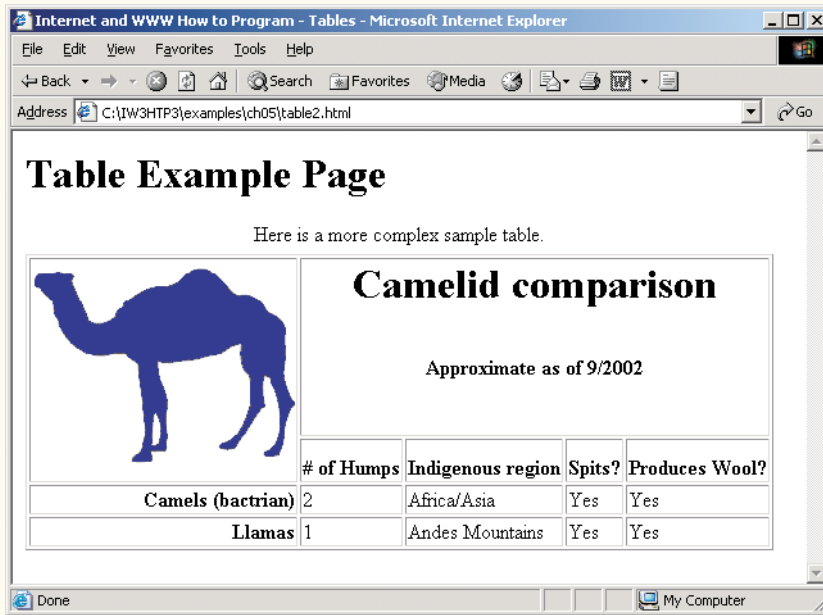 Internet and WWW How to Program - Tables - Microsoft Internet Explorer
File Edit View Favorites Tools Help
Back Search Favorites Media
Address C:\IW3HTP3\examples\ch05\table2.html Go
Table Example Page
Here is a more complex sample table.
Camelid comparison
Approximate as of 9/2002
# of Humps Indigenous region Spits? Produces Wool?
Camels (bactrian) 2 Africa/Asia Yes Yes
Llamas 1 Andes Mountains Yes Yes
Done My Computer